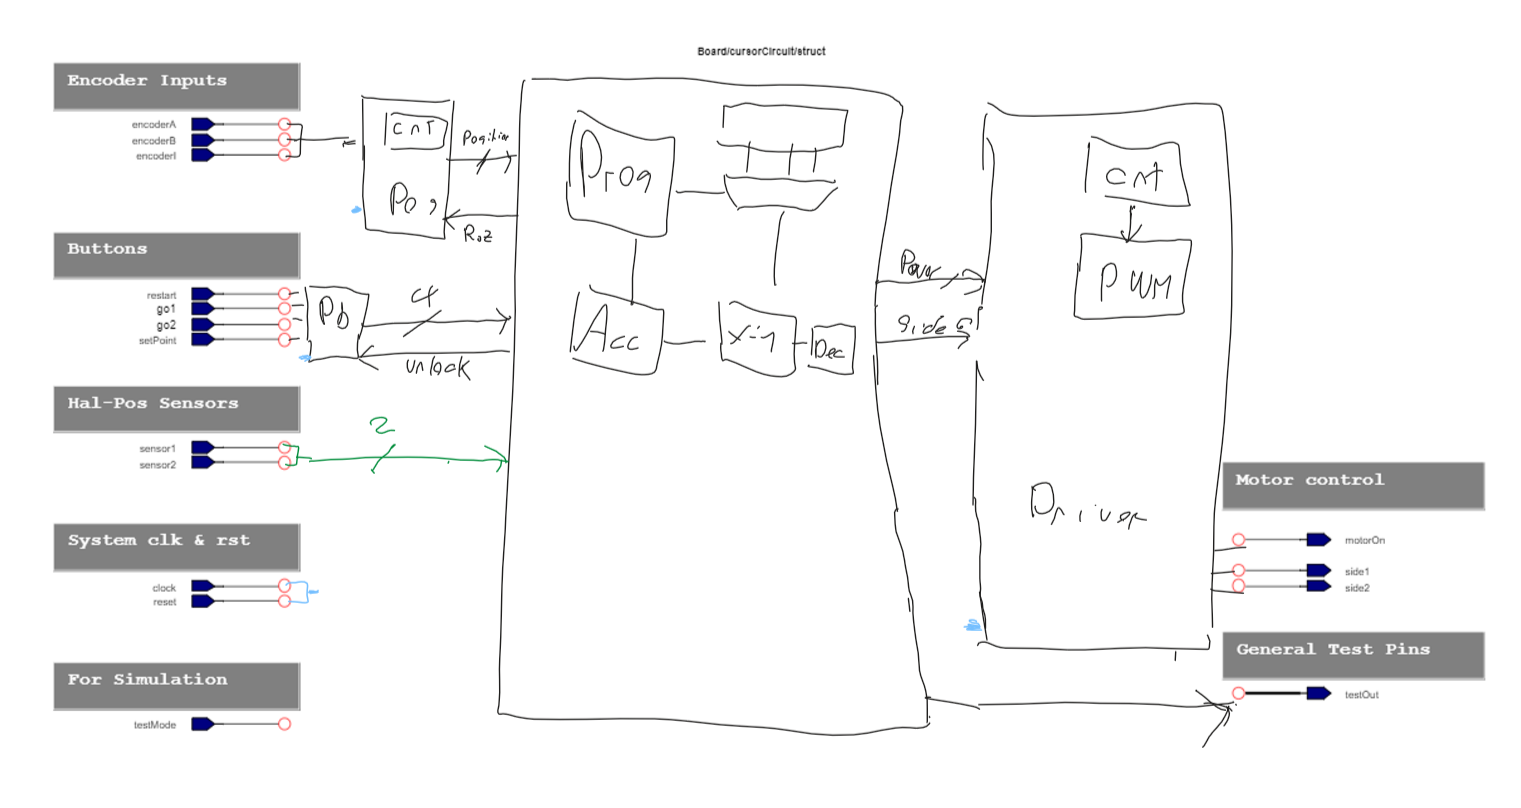 Board/cursorCircuit/struct
Encoder Inputs
encoderA
encoderB
encoderI
CNT
Pos
Position
RaZ
Buttons
restart
go1
go2
setPoint
Pb
4
unlock
Hal-Pos Sensors
sensor1
sensor2
2
System clk & rst
clock
reset
For Simulation
testMode
Prog
Acc
Dec
Power
CNT
PWM
Driver
Motor control
motorOn
side1
side2
General Test Pins
testOut